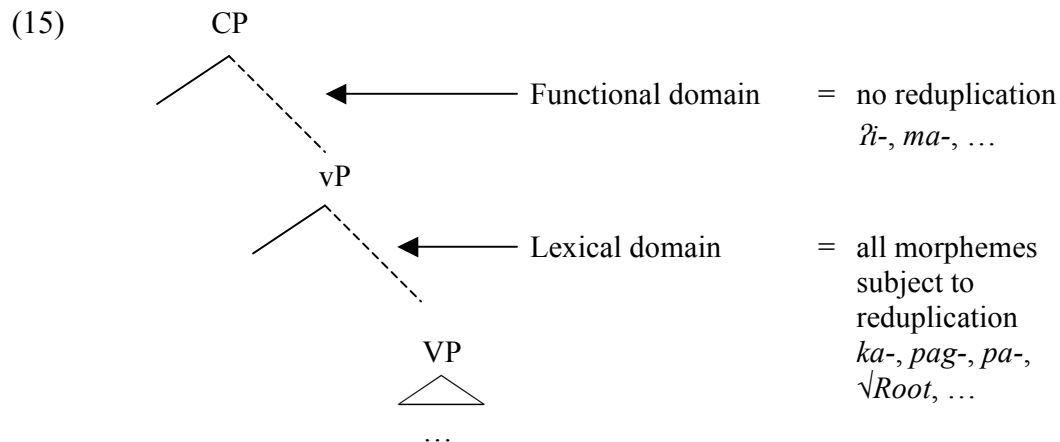 (15) CP
Functional domain = no reduplication
ʔi-, ma-, …
vP
Lexical domain = all morphemes
subject to
reduplication
VP ka-, pag-, pa-,
√Root, …
…